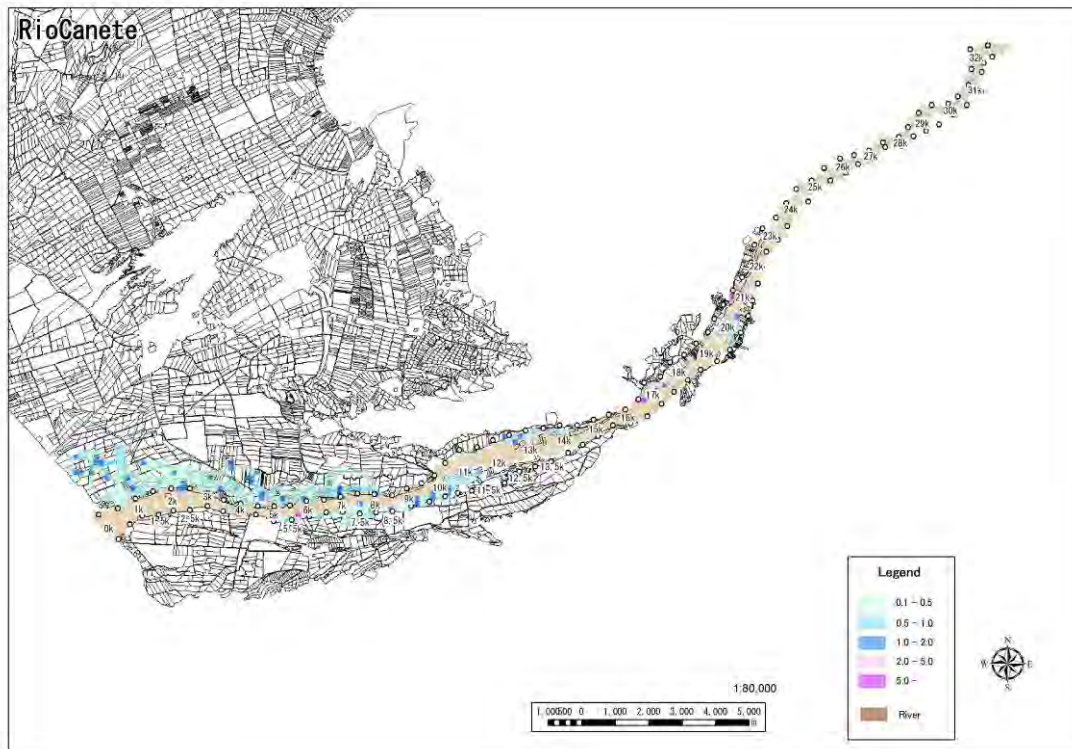 RioCanete
32k
31k
30k
29k
28k
27k
26k
25k
24k
23k
22k
21k
20k
19k
18k
17k
16k
15k
14k
13k
13.5k
12k
12.5k
11k
11.5k
10k
9k
8k
8.5k
7k
7.5k
6k
5k
5.5k
4k
3k
2k
2.5k
1k
1.5k
0k
Legend
0.1 - 0.5
0.5 - 1.0
1.0 - 2.0
2.0 - 5.0
5.0 -
River
N
W E
S
1:80,000
1,000 500 0 1,000 2,000 3,000 4,000 5,000
m